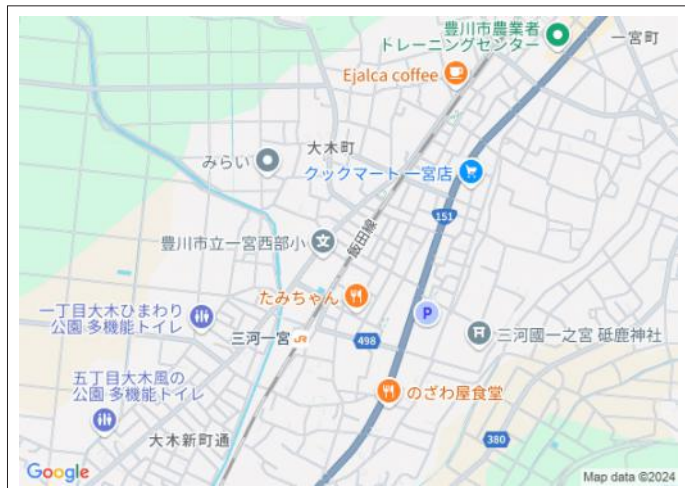 豊川市農業者
トレーニングセンター
一宮町
Ejalca coffee
大木町
みらい
クックマート 一宮店
151
飯田線
豊川市立一宮西部小
文
たみちゃん
P
一丁目大木ひまわり
公園 多機能トイレ
三河一宮
JR
498
三河國一之宮 砥鹿神社
五丁目大木風の
公園 多機能トイレ
のざわ屋食堂
大木新町通
380
Google
Map data ©2024